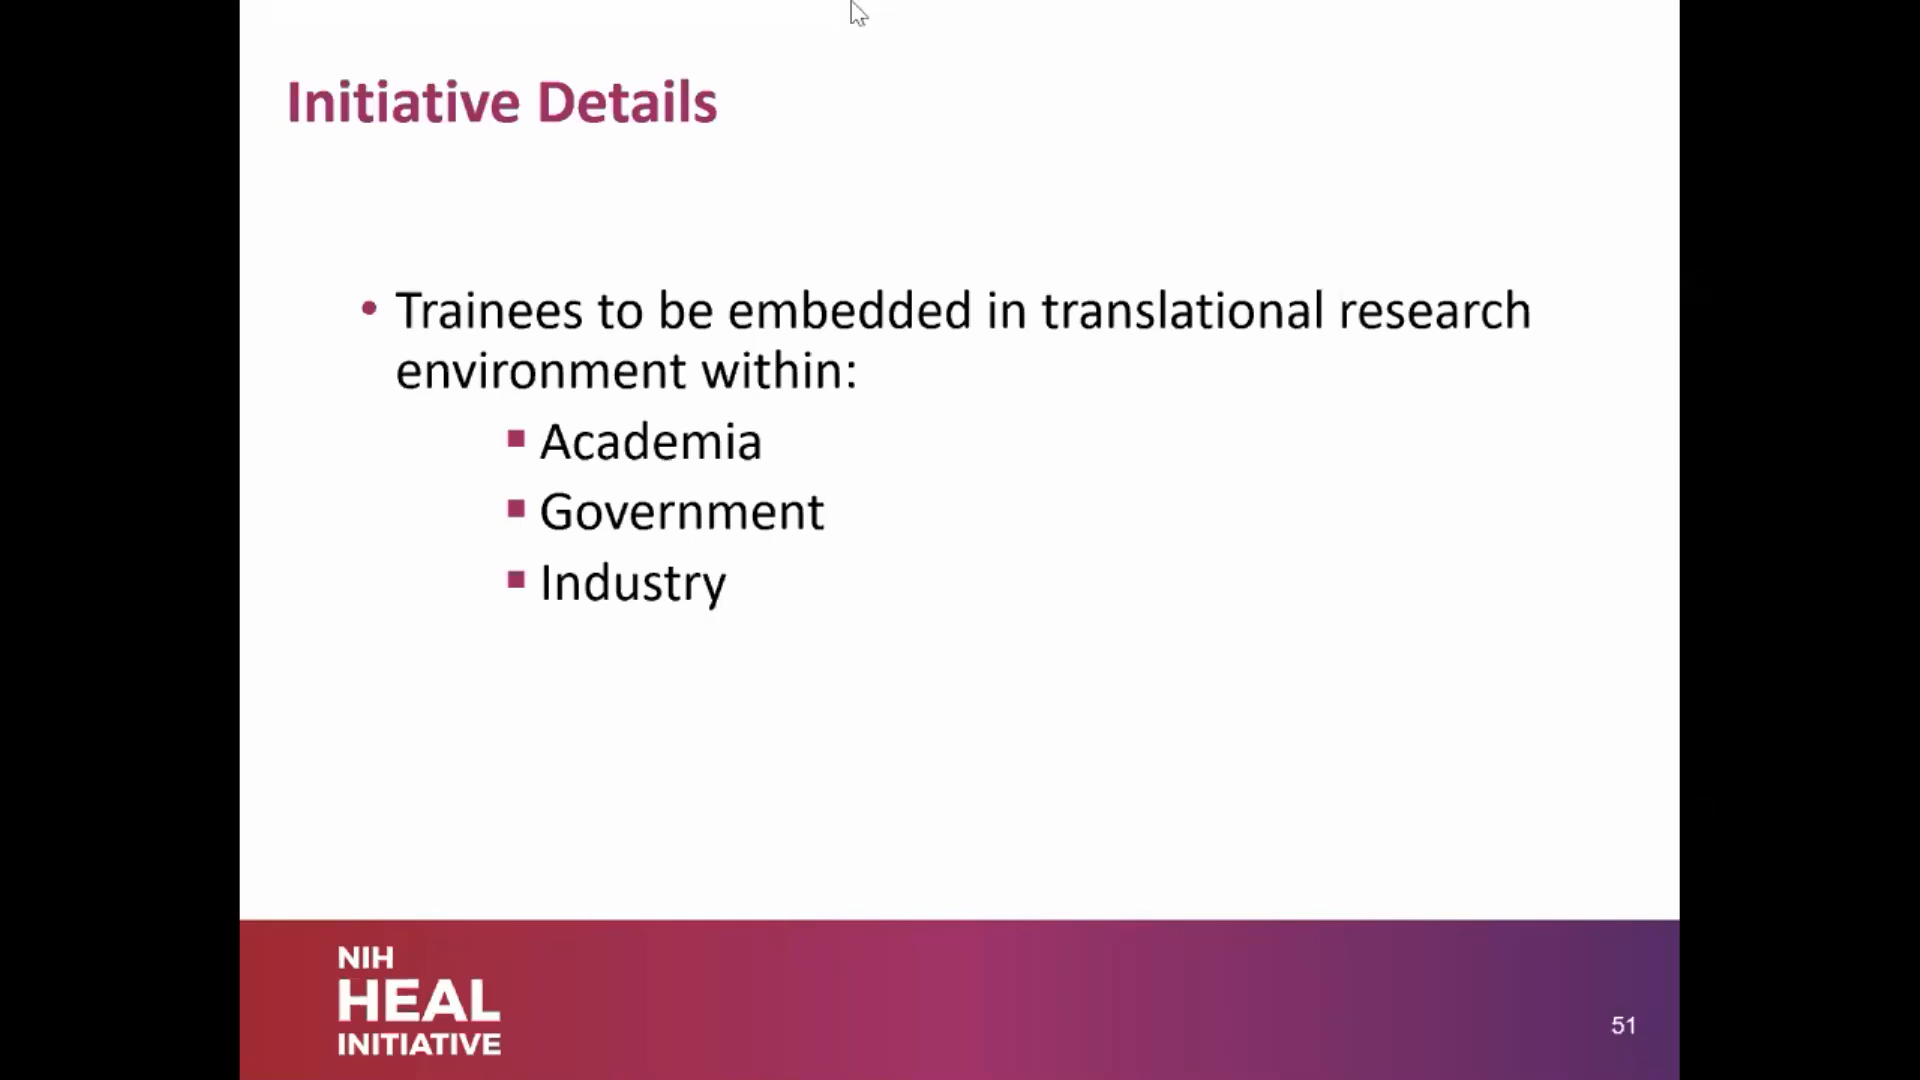 Initiative Details
• Trainees to be embedded in translational research
environment within:
▪ Academia
▪ Government
▪ Industry
NIH
HEAL
INITIATIVE
51